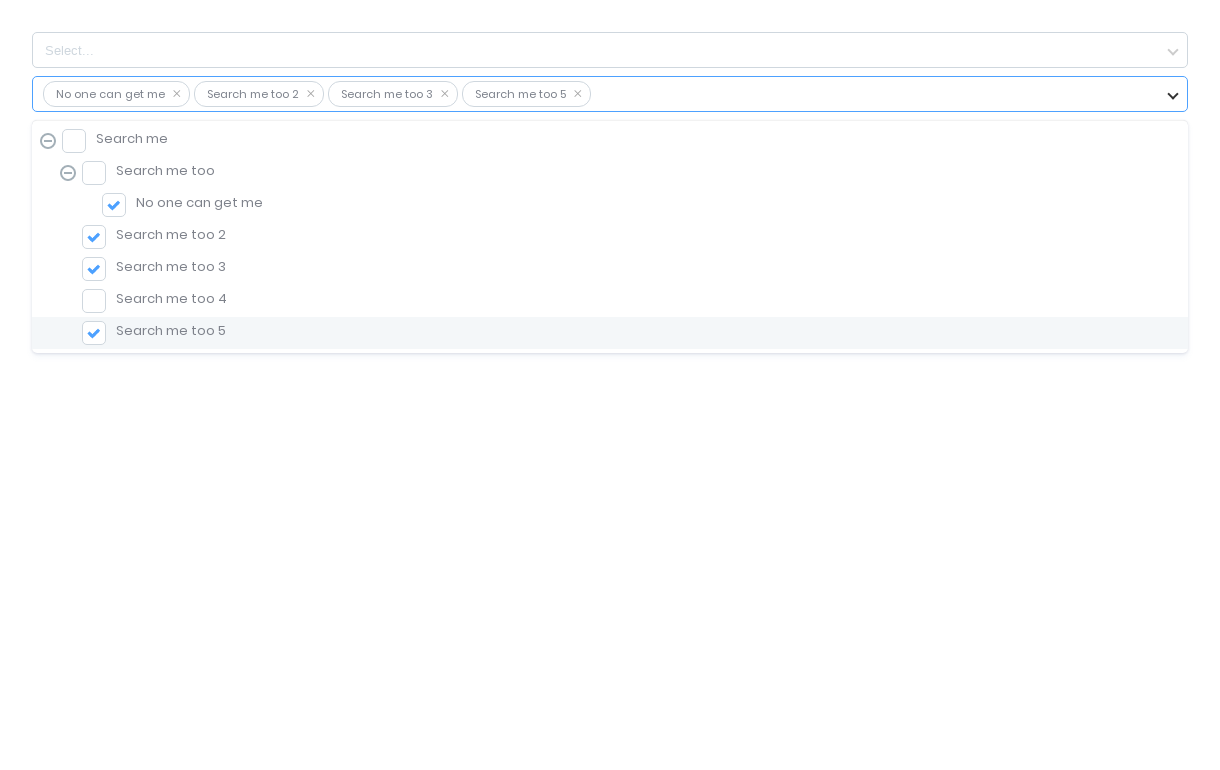 Select...
No one can get me × Search me too 2 × Search me too 3 × Search me too 5 ×
Search me
Search me too
No one can get me
Search me too 2
Search me too 3
Search me too 4
Search me too 5